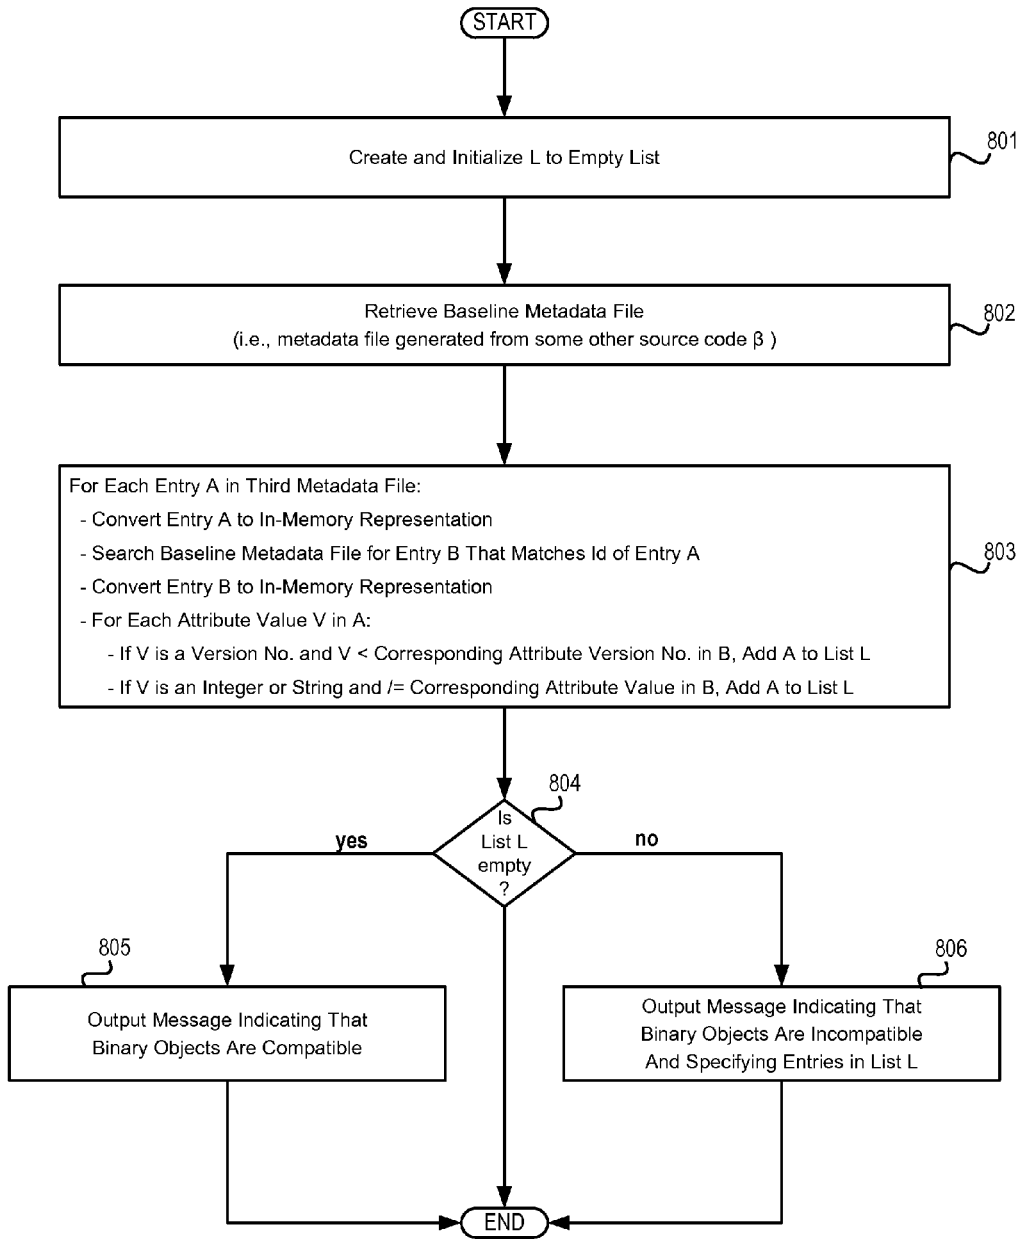 START
Create and Initialize L to Empty List
801
Retrieve Baseline Metadata File
(i.e., metadata file generated from some other source code β )
802
For Each Entry A in Third Metadata File:
- Convert Entry A to In-Memory Representation
- Search Baseline Metadata File for Entry B That Matches Id of Entry A
- Convert Entry B to In-Memory Representation
- For Each Attribute Value V in A:
- If V is a Version No. and V < Corresponding Attribute Version No. in B, Add A to List L
- If V is an Integer or String and /= Corresponding Attribute Value in B, Add A to List L
803
804
Is
List L
empty
?
yes
no
805
Output Message Indicating That
Binary Objects Are Compatible
806
Output Message Indicating That
Binary Objects Are Incompatible
And Specifying Entries in List L
END